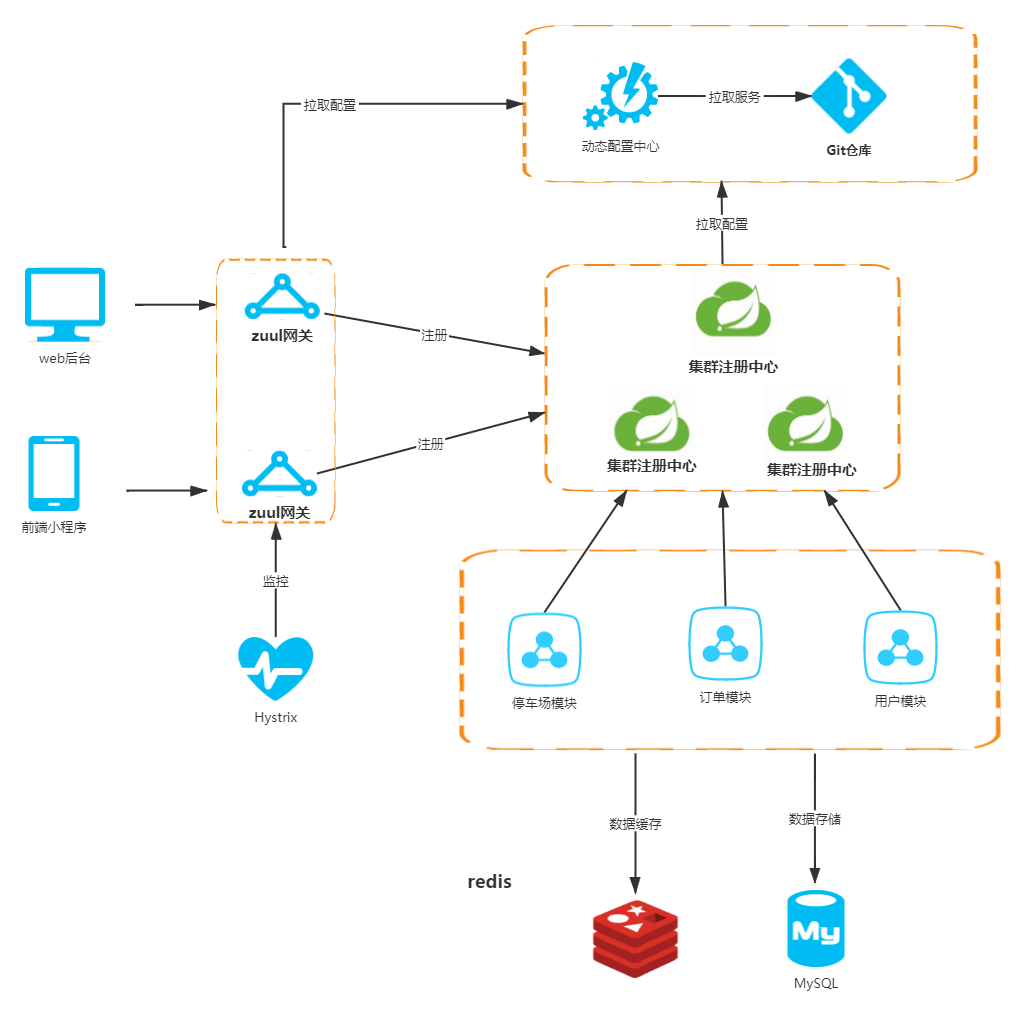 拉取配置
拉取服务
动态配置中心
Git仓库
拉取配置
zuul网关
web后台
注册
集群注册中心
注册
集群注册中心
集群注册中心
zuul网关
前端小程序
监控
Hystrix
停车场模块
订单模块
用户模块
数据缓存
数据存储
redis
My
MySQL